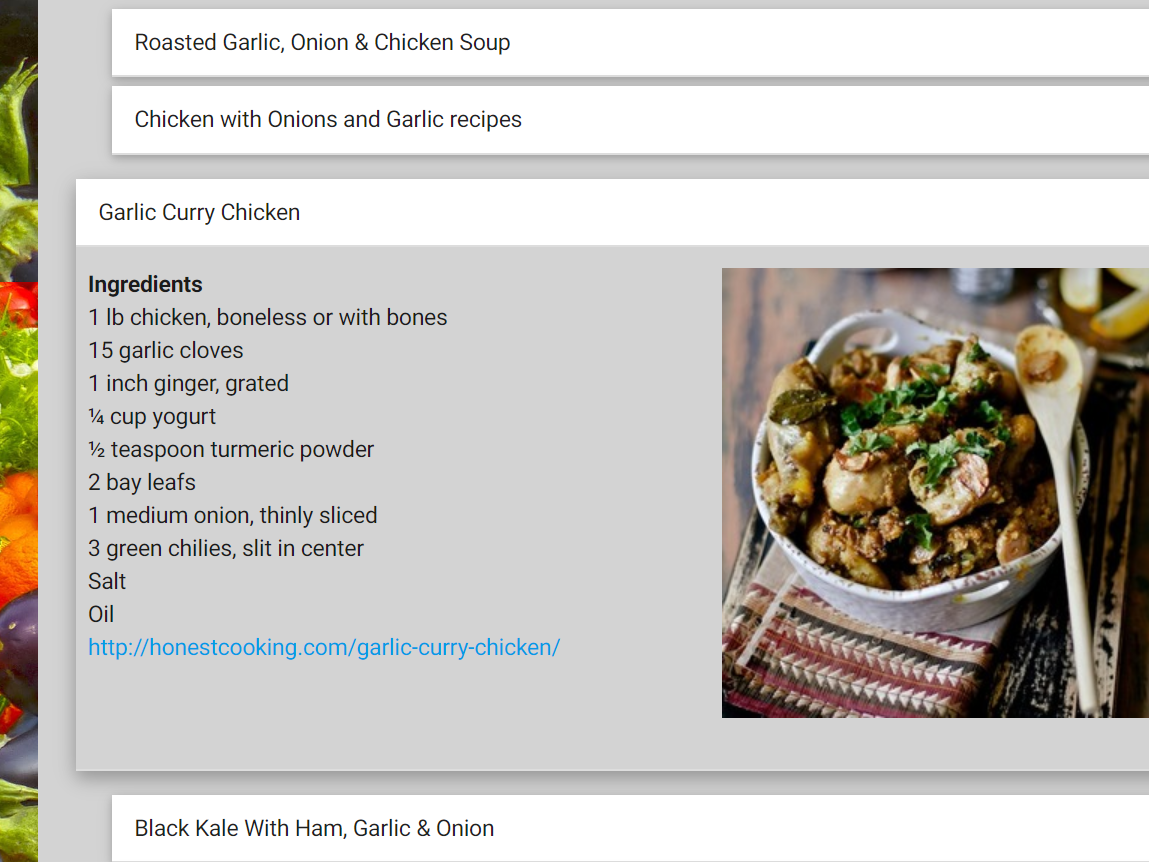 Roasted Garlic, Onion & Chicken Soup
Chicken with Onions and Garlic recipes
Garlic Curry Chicken
Ingredients
1 lb chicken, boneless or with bones
15 garlic cloves
1 inch ginger, grated
¼ cup yogurt
½ teaspoon turmeric powder
2 bay leafs
1 medium onion, thinly sliced
3 green chilies, slit in center
Salt
Oil
http://honestcooking.com/garlic-curry-chicken/
Black Kale With Ham, Garlic & Onion